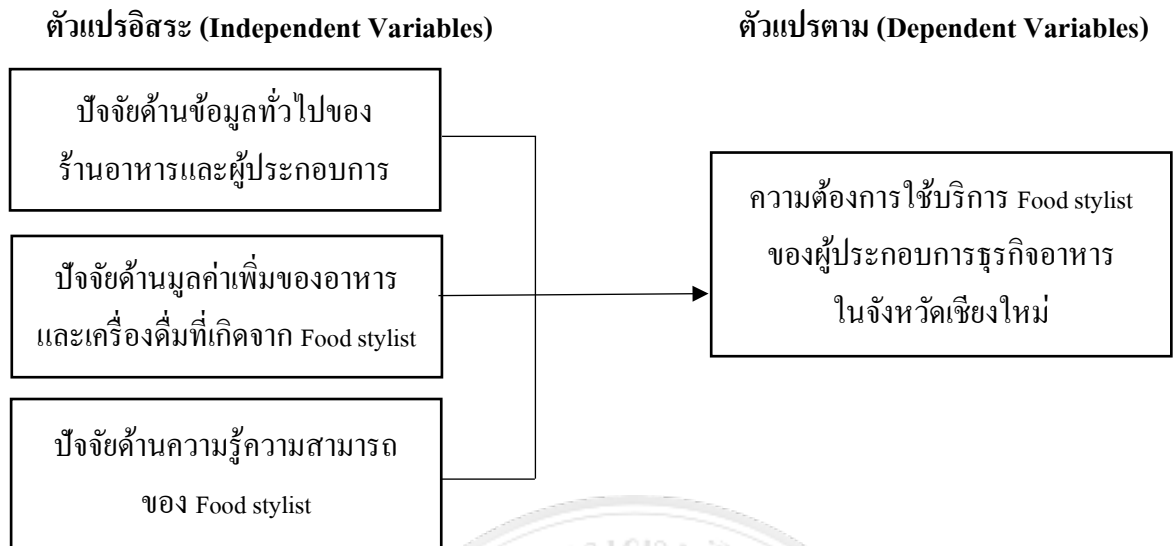 ตัวแปรอิสระ (Independent Variables)
ตัวแปรตาม (Dependent Variables)
ปัจจัยด้านข้อมูลทั่วไปของ
ร้านอาหารและผู้ประกอบการ
ปัจจัยด้านมูลค่าเพิ่มของอาหาร
และเครื่องดื่มที่เกิดจาก Food stylist
ปัจจัยด้านความรู้ความสามารถ
ของ Food stylist
ความต้องการใช้บริการ Food stylist
ของผู้ประกอบการธุรกิจอาหาร
ในจังหวัดเชียงใหม่